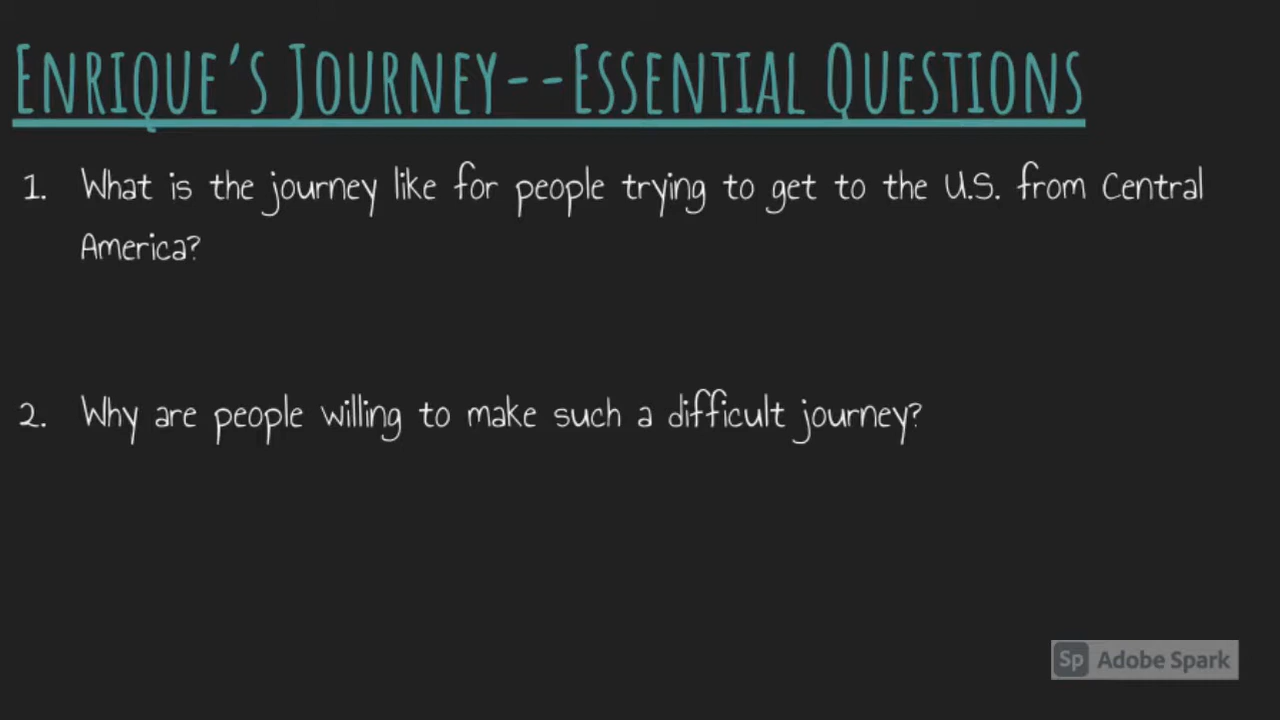 Enrique's Journey--Essential Questions
1. What is the journey like for people trying to get to the U.S. from Central
America?
2. Why are people willing to make such a difficult journey?
Sp Adobe Spark